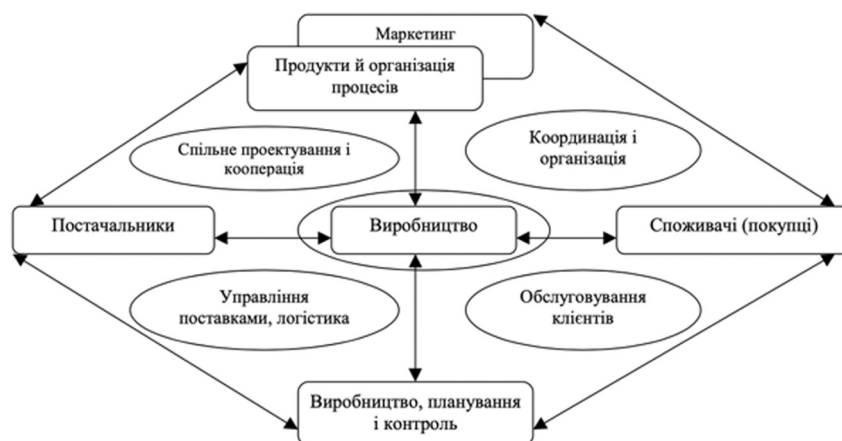 Маркетинг
Продукти й організація
процесів
Спільне проектування і
кооперація
Координація і
організація
Постачальники
Виробництво
Споживачі (покупці)
Управління
поставками, логістика
Обслуговування
клієнтів
Виробництво, планування
і контроль